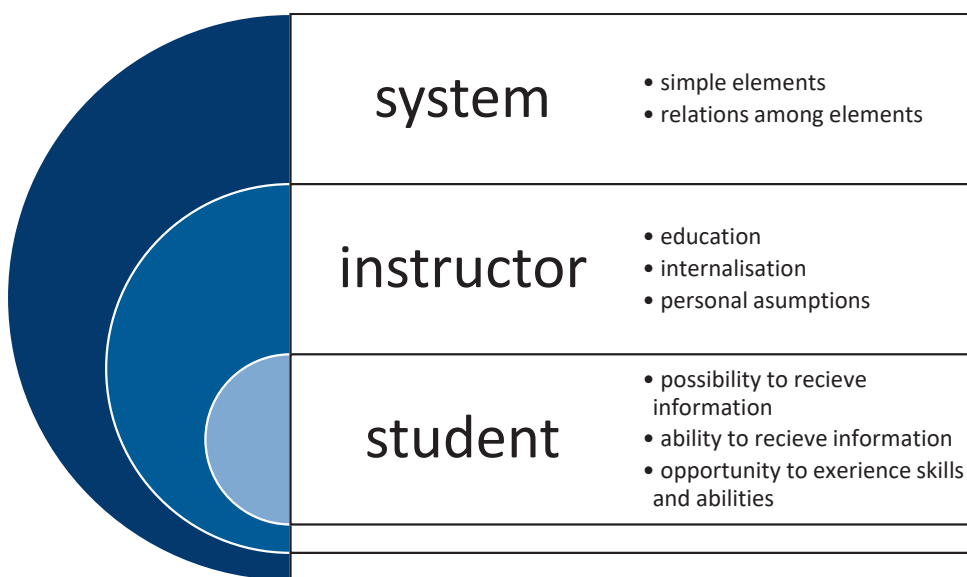 system
• simple elements
• relations among elements
instructor
• education
• internalisation
• personal asumptions
student
• possibility to recieve
information
• ability to recieve information
• opportunity to exerience skills
and abilities